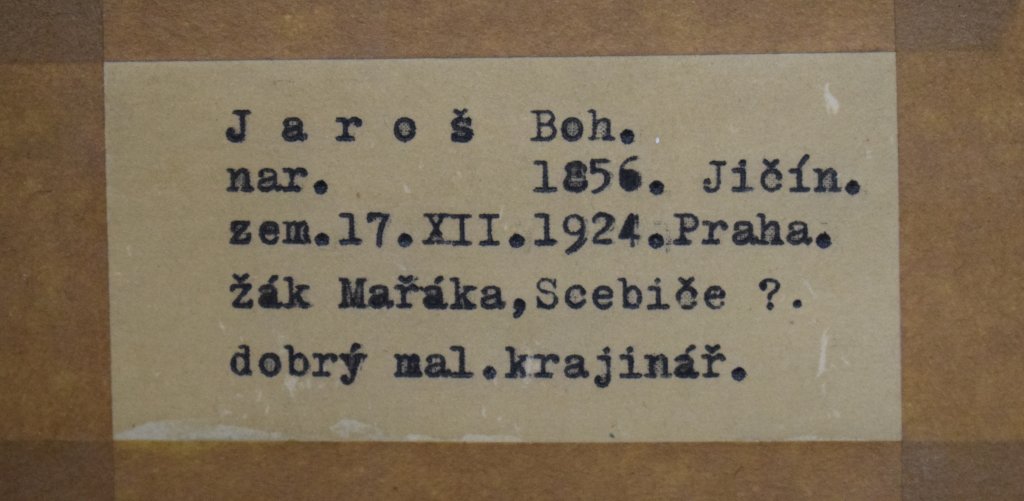 J a r o š Boh.
nar. 1856. Jičín.
zem.17.XII.1924.Praha.
žák Mařáka,Scebiče ?.
dobrý mal.krajinář.